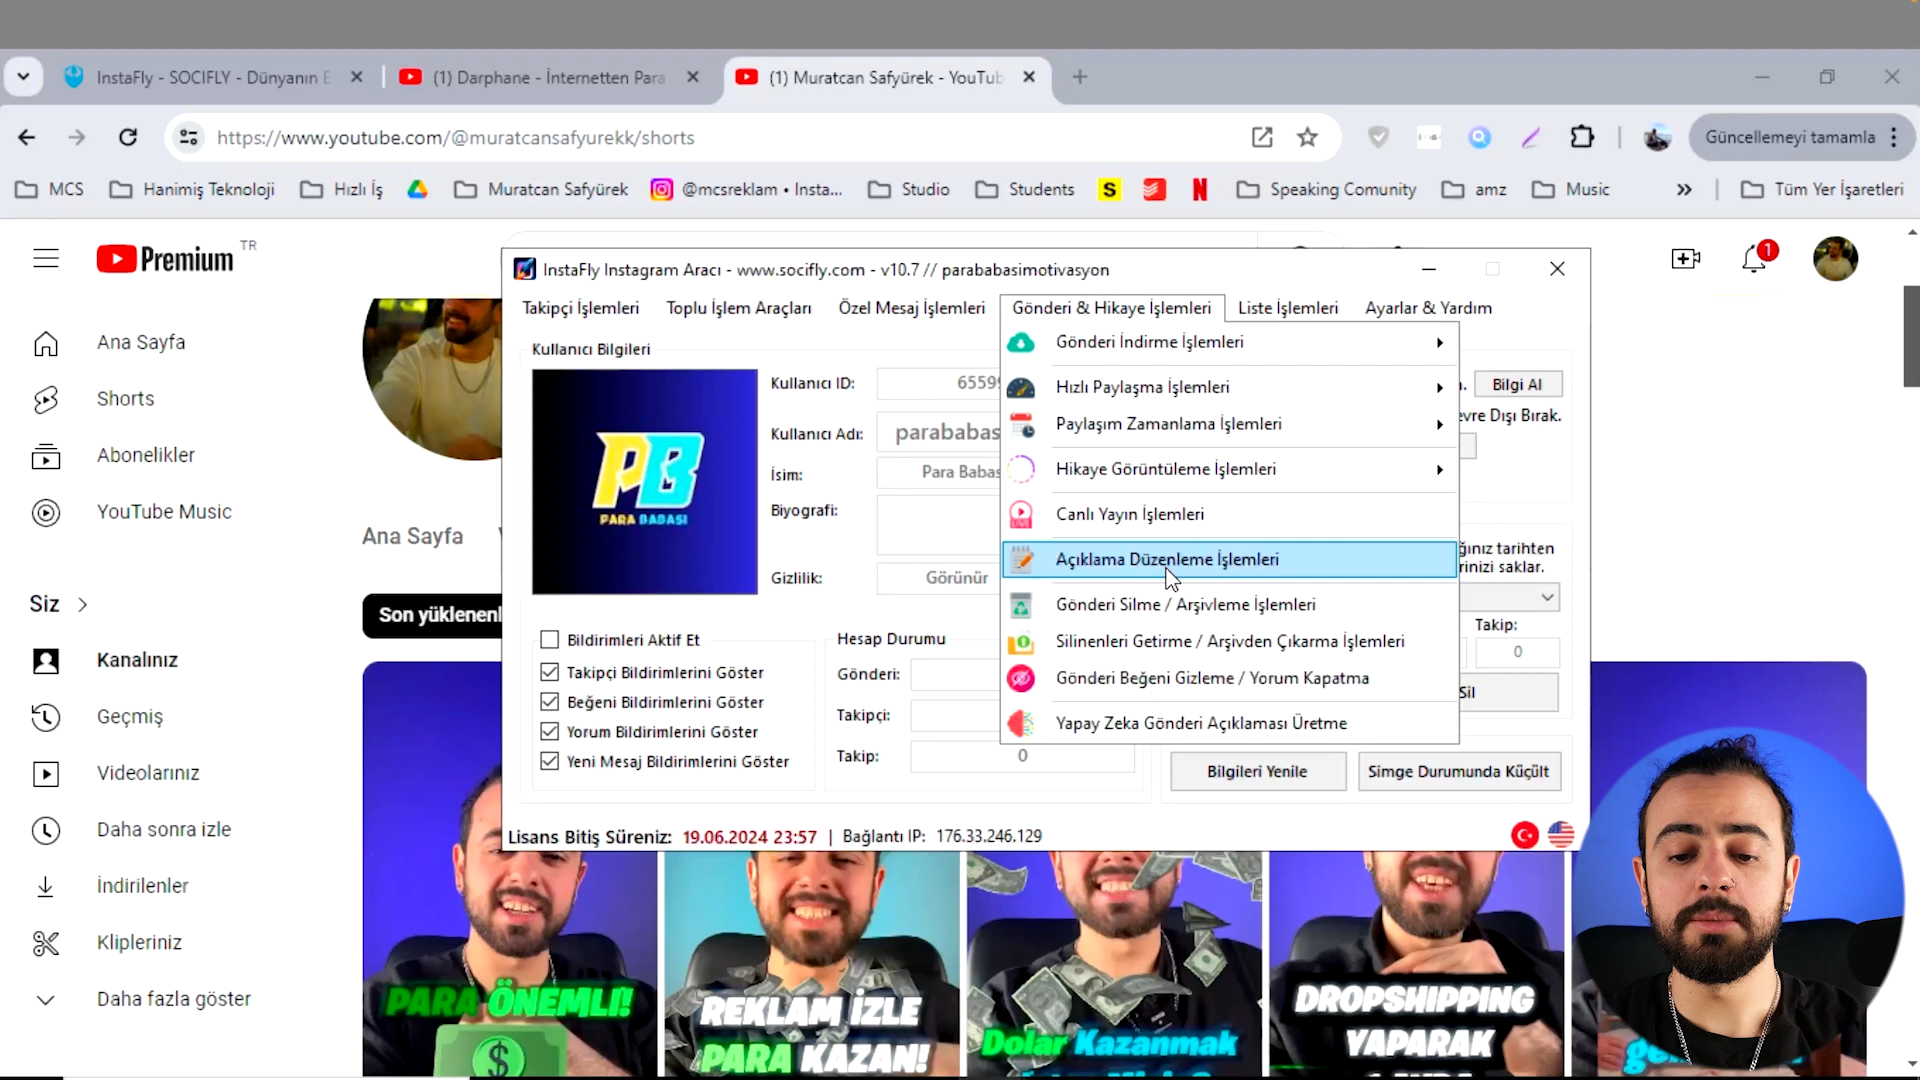 InstaFly - SOCIFLY - Dünyanın E
(1) Darphane - İnternetten Para
(1) Muratcan Safyürek - YouTub
https://www.youtube.com/@muratcansafyurekk/shorts
Güncellemeyi tamamla
MCS
Hanimiş Teknoloji
Hızlı İş
Muratcan Safyürek
@mcsreklam • Insta...
Studio
Students
S
N
Speaking Comunity
amz
Music
Tüm Yer İşaretleri
Premium TR
1
InstaFly Instagram Aracı - www.socifly.com - v10.7 // parababasimotivasyon
Takipçi İşlemleri
Toplu İşlem Araçları
Özel Mesaj İşlemleri
Gönderi & Hikaye İşlemleri
Liste İşlemleri
Ayarlar & Yardım
Ana Sayfa
Shorts
Abonelikler
YouTube Music
Siz
Kanalınız
Geçmiş
Videolarınız
Daha sonra izle
İndirilenler
Klipleriniz
Daha fazla göster
Ana Sayfa
Son yüklenenl
Kullanıcı Bilgileri
PB
PARA BABASI
Kullanıcı ID:
6559
Kullanıcı Adı:
parababas
İsim:
Para Babas
Biyografi:
Gizlilik:
Görünür
Gönderi İndirme İşlemleri
Hızlı Paylaşma İşlemleri
Paylaşım Zamanlama İşlemleri
Hikaye Görüntüleme İşlemleri
LIVE
Canlı Yayın İşlemleri
Açıklama Düzenleme İşlemleri
Gönderi Silme / Arşivleme İşlemleri
Silinenleri Getirme / Arşivden Çıkarma İşlemleri
Gönderi Beğeni Gizleme / Yorum Kapatma
Yapay Zeka Gönderi Açıklaması Üretme
Bilgi Al
evre Dışı Bırak.
ğınız tarihten
rinizi saklar.
Takip:
0
Sil
Bildirimleri Aktif Et
Takipçi Bildirimlerini Göster
Beğeni Bildirimlerini Göster
Yorum Bildirimlerini Göster
Yeni Mesaj Bildirimlerini Göster
Hesap Durumu
Gönderi:
Takipçi:
Takip:
0
Bilgileri Yenile
Simge Durumunda Küçült
Lisans Bitiş Süreniz: 19.06.2024 23:57 | Bağlantı IP: 176.33.246.129
PARA ÖNEMLİ!
$
REKLAM İZLE
PARA KAZAN!
Dolar Kazanmak
DROPSHIPPING
YAPARAK